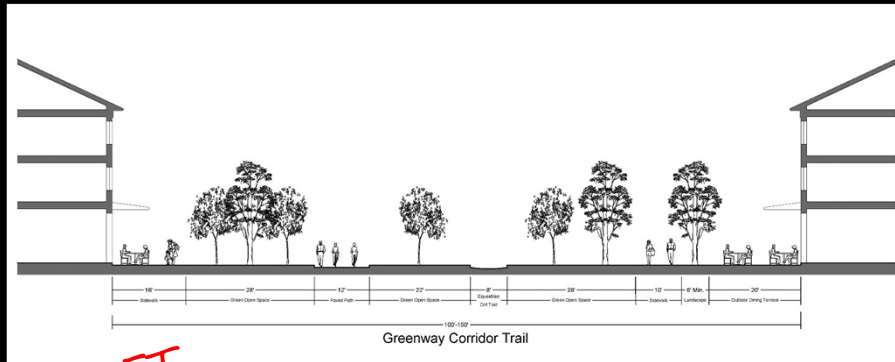 16' 28' 12' 22' 8' 28' 10' 6' Min. 20'
Sidewalk Green Open Space Paved Path Green Open Space Equestrian Dirt Trail Green Open Space Sidewalk Landscape Outdoor Dining Terrace
100'-150'
Greenway Corridor Trail